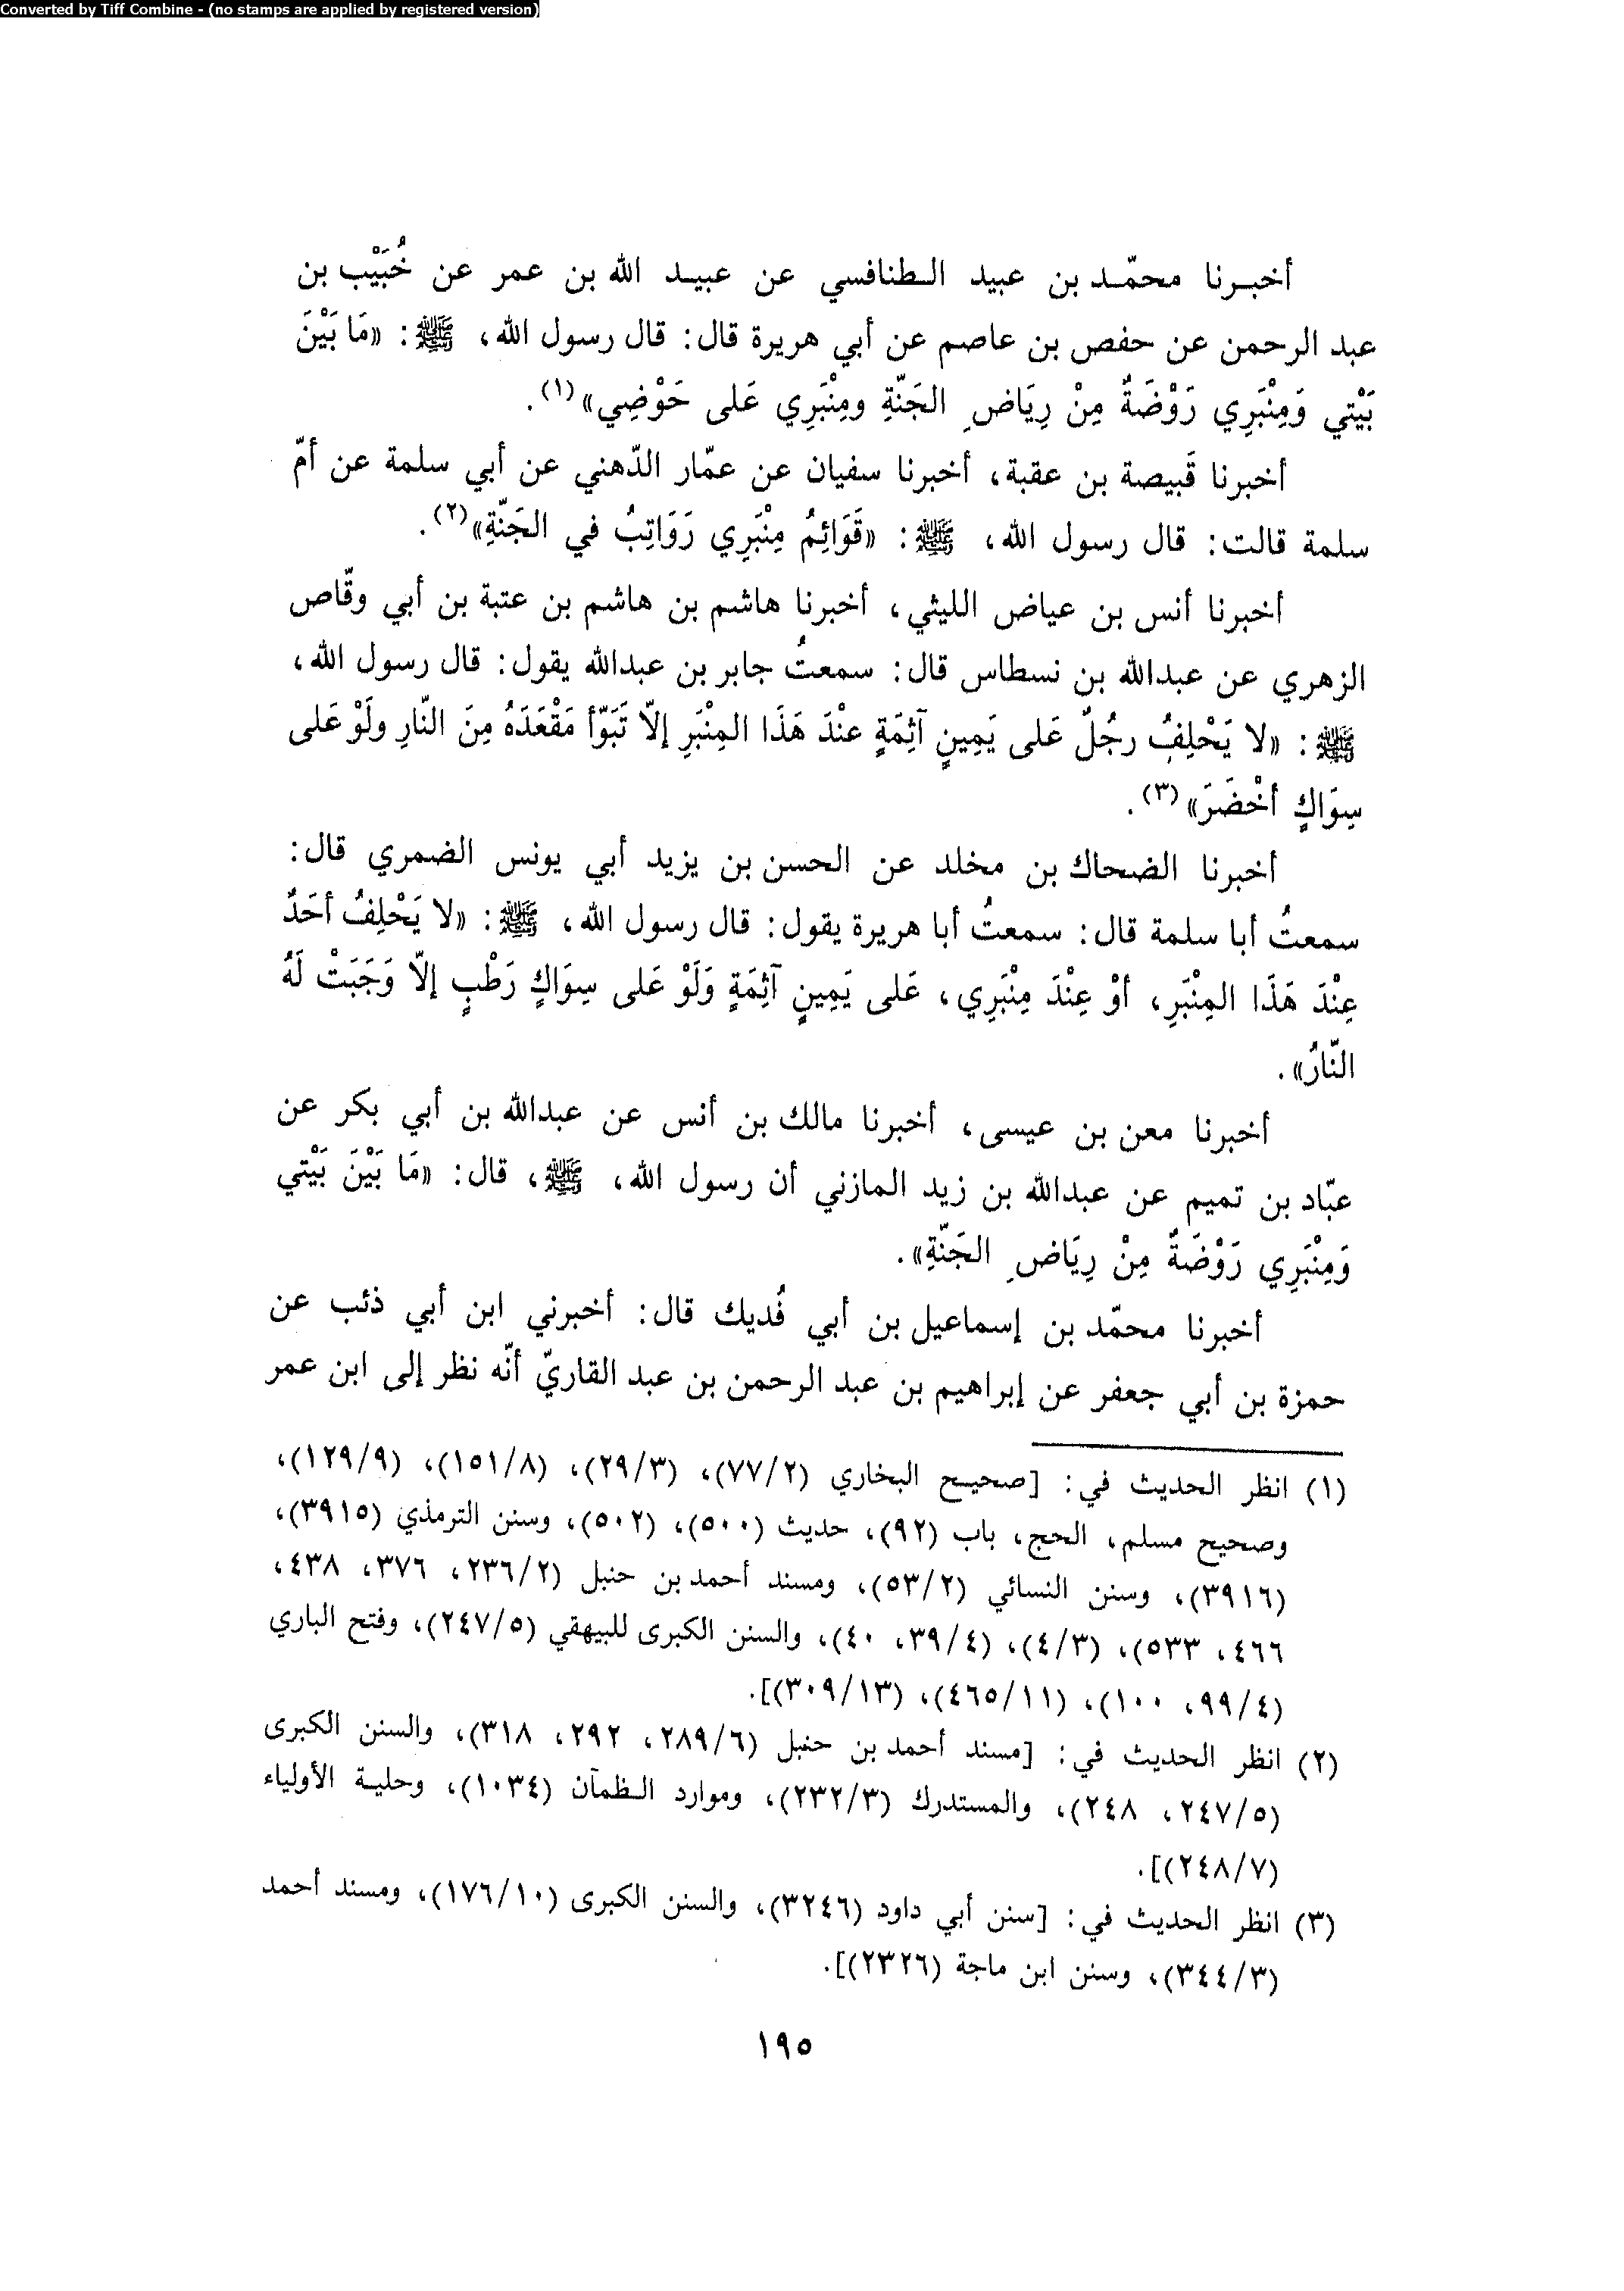 Converted by Tiff Combine - (no stamps are applied by registered version)
أخبرنا محمّد بن عبيد الطنافسي عن عبيد الله بن عمر عن خُبَيْب بن
عبد الرحمن عن حفص بن عاصم عن أبي هريرة قال: قال رسول الله، ﷺ: «مَا بَيْنَ
بَيْتي وَمِنْبَرِي رَوْضَةٌ مِنْ رِيَاضِ الجَنّةِ ومِنْبَرِي عَلى حَوْضِي»(١).
أخبرنا قَبيصة بن عقبة، أخبرنا سفيان عن عمّار الدّهني عن أبي سلمة عن أمّ
سلمة قالت: قال رسول الله، ﷺ: «قَوَائِمُ مِنْبَرِي رَوَاتِبُ في الجَنّةِ»(٢).
أخبرنا أنس بن عياض الليثي، أخبرنا هاشم بن هاشم بن عتبة بن أبي وقّاص
الزهري عن عبدالله بن نسطاس قال: سمعتُ جابر بن عبدالله يقول: قال رسول الله،
ﷺ: «لا يَحْلِفُ رجُلٌ عَلى يَمِينٍ آثِمَةٍ عنْدَ هَذَا المِنْبَرِ إلاّ تَبَوّأ مَقْعَدَهُ مِنَ النّارِ ولَوْ عَلى
سِوَاكٍ أخْضَرَ»(٣).
أخبرنا الضحاك بن مخلد عن الحسن بن يزيد أبي يونس الضمري قال:
سمعتُ أبا سلمة قال: سمعتُ أبا هريرة يقول: قال رسول الله، ﷺ: «لا يَحْلِفُ أحَدٌ
عِنْدَ هَذَا المِنْبَرِ، أوْ عِنْدَ مِنْبَرِي، عَلى يَمِينٍ آثِمَةٍ وَلَوْ عَلى سِوَاكٍ رَطْبٍ إلاّ وَجَبَتْ لَهُ
النّارُ».
أخبرنا معن بن عيسى، أخبرنا مالك بن أنس عن عبدالله بن أبي بكر عن
عبّاد بن تميم عن عبدالله بن زيد المازني أن رسول الله، ﷺ، قال: «مَا بَيْنَ بَيْتي
وَمِنْبَرِي رَوْضَةٌ مِنْ رِيَاضِ الجَنّةِ».
أخبرنا محمّد بن إسماعيل بن أبي فُديك قال: أخبرني ابن أبي ذئب عن
حمزة بن أبي جعفر عن إبراهيم بن عبد الرحمن بن عبد القاريّ أنّه نظر إلى ابن عمر
(١) انظر الحديث في: [صحيح البخاري (٧٧/٢)، (٢٩/٣)، (١٥١/٨)، (١٢٩/٩)،
وصحيح مسلم، الحج، باب (٩٢)، حديث (٥٠٠)، (٥٠٢)، وسنن الترمذي (٣٩١٥)،
(٣٩١٦)، وسنن النسائي (٥٣/٢)، ومسند أحمد بن حنبل (٢٣٦/٢، ٣٧٦، ٤٣٨،
٤٦٦، ٥٣٣)، (٤/٣)، (٣٩/٤، ٤٠)، والسنن الكبرى للبيهقي (٢٤٧/٥)، وفتح الباري
(٩٩/٤، ١٠٠)، (٤٦٥/١١)، (٣٠٩/١٣)].
(٢) انظر الحديث في: [مسند أحمد بن حنبل (٢٨٩/٦، ٢٩٢، ٣١٨)، والسنن الكبرى
(٢٤٧/٥، ٢٤٨)، والمستدرك (٢٣٢/٣)، وموارد الظمآن (١٠٣٤)، وحلية الأولياء
(٢٤٨/٧)].
(٣) انظر الحديث في: [سنن أبي داود (٣٢٤٦)، والسنن الكبرى (١٧٦/١٠)، ومسند أحمد
(٣٤٤/٣)، وسنن ابن ماجة (٢٣٢٦)].
١٩٥